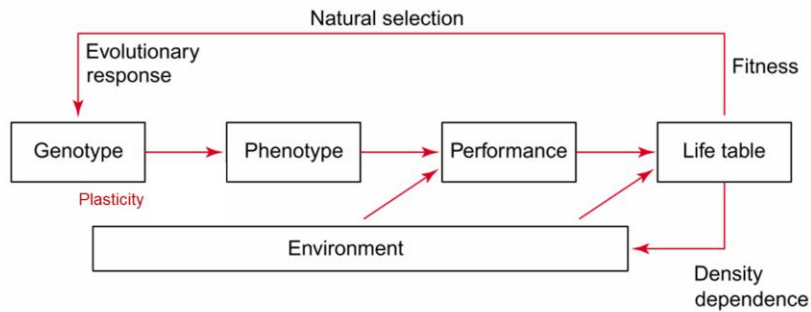 Natural selection
Evolutionary
response
Fitness
Genotype
Phenotype
Performance
Life table
Plasticity
Environment
Density
dependence